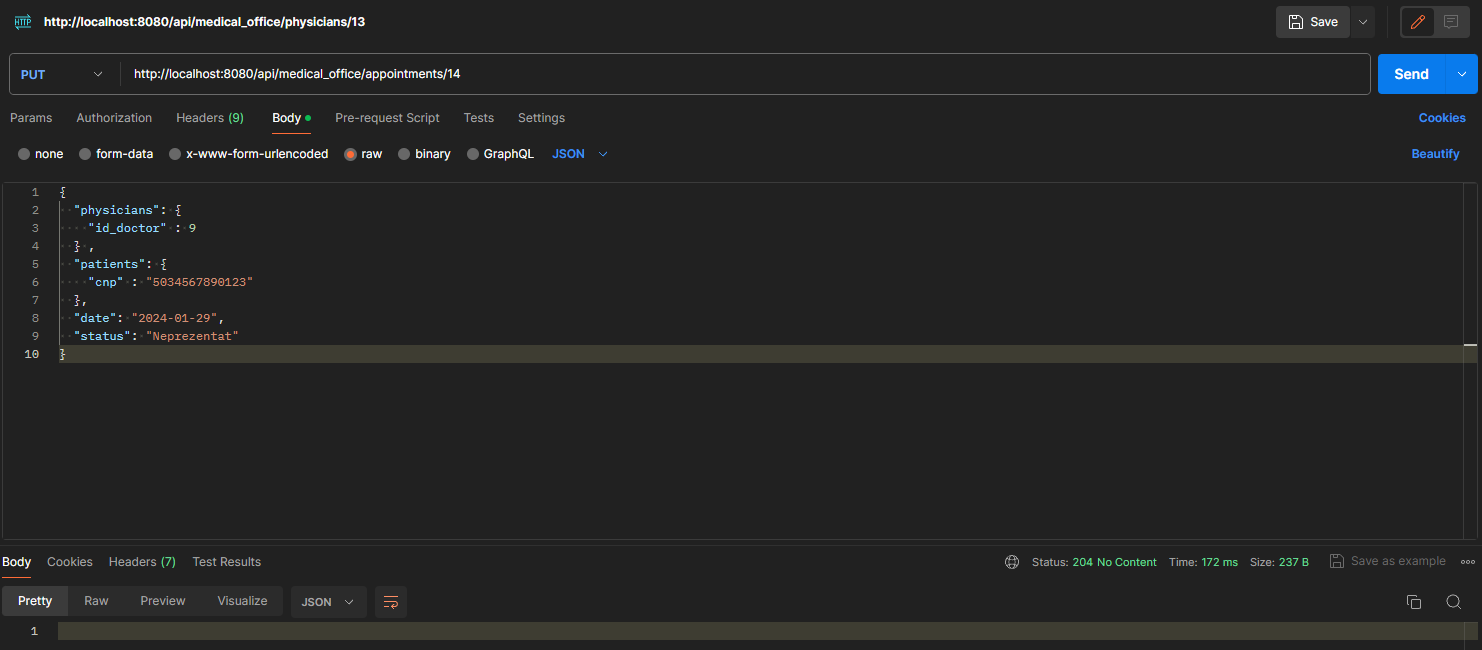 HTTP http://localhost:8080/api/medical_office/physicians/13 Save
PUT http://localhost:8080/api/medical_office/appointments/14 Send
Params Authorization Headers (9) Body Pre-request Script Tests Settings Cookies
none form-data x-www-form-urlencoded raw binary GraphQL JSON Beautify
1 {
2 "physicians": {
3 "id_doctor" : 9
4 } ,
5 "patients": {
6 "cnp" : "5034567890123"
7 },
8 "date": "2024-01-29",
9 "status": "Neprezentat"
10 }
Body Cookies Headers (7) Test Results Status: 204 No Content Time: 172 ms Size: 237 B Save as example
Pretty Raw Preview Visualize JSON
1